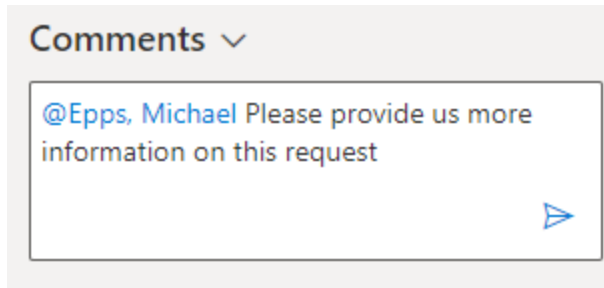 Comments
@Epps, Michael Please provide us more
information on this request